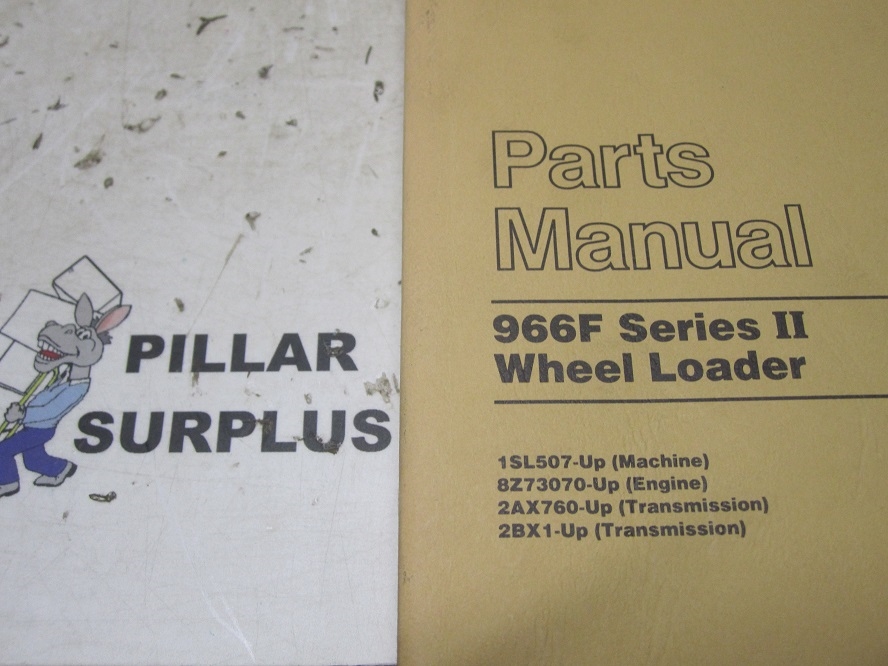 PILLAR
SURPLUS
Parts
Manual
966F Series II
Wheel Loader
1SL507-Up (Machine)
8Z73070-Up (Engine)
2AX760-Up (Transmission)
2BX1-Up (Transmission)